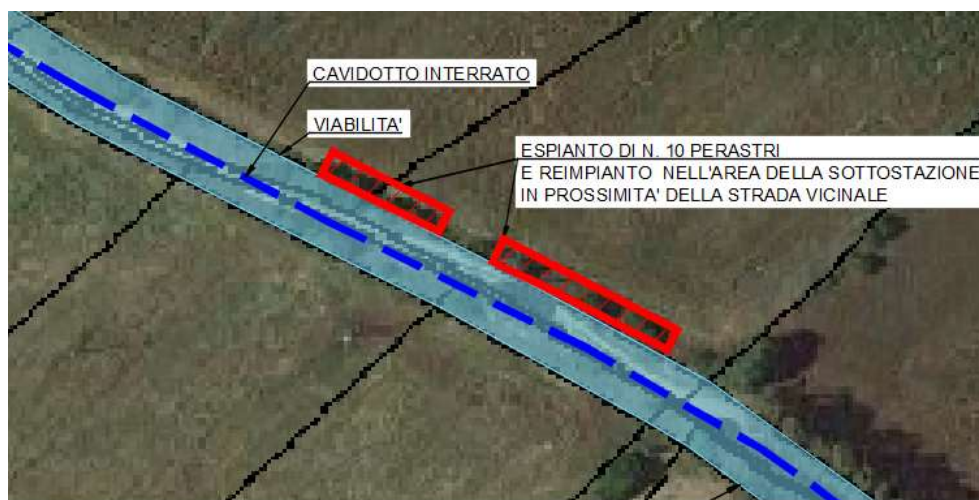 CAVIDOTTO INTERRATO
VIABILITA'
ESPIANTO DI N. 10 PERASTRI
E REIMPIANTO NELL'AREA DELLA SOTTOSTAZIONE
IN PROSSIMITA' DELLA STRADA VICINALE